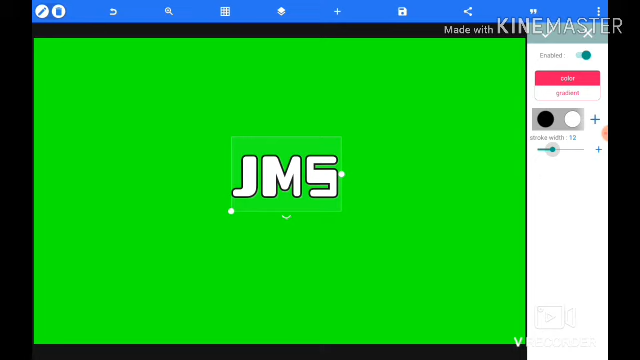 Made with KINEMASTER
Enabled :
color
gradient
stroke width: 12
JMS
V RECORDER